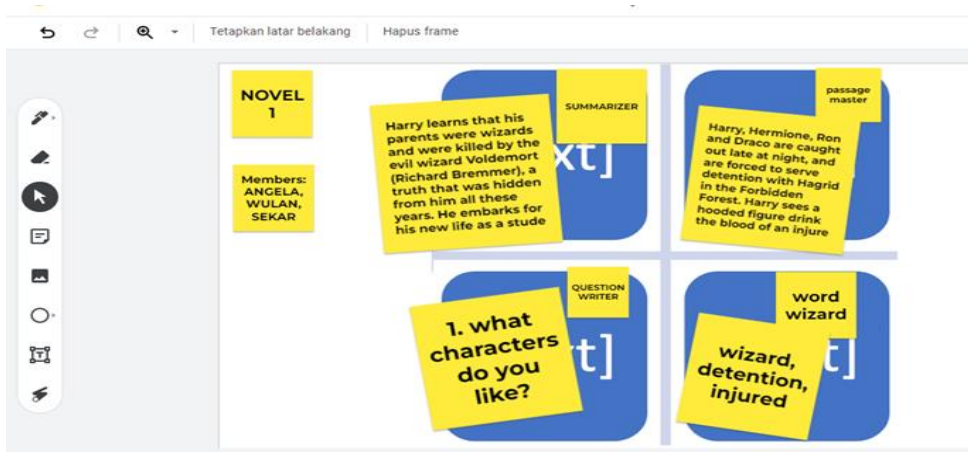 Tetapkan latar belakang
Hapus frame
NOVEL
1
Members:
ANGELA,
WULAN,
SEKAR
SUMMARIZER
Harry learns that his
parents were wizards
and were killed by the
evil wizard Voldemort
(Richard Bremmer), a
truth that was hidden
from him all these
years. He embarks for
his new life as a stude
xt]
passage
master
Harry, Hermione, Ron
and Draco are caught
out late at night, and
are forced to serve
detention with Hagrid
in the Forbidden
Forest. Harry sees a
hooded figure drink
the blood of an injure
QUESTION
WRITER
1. what
characters
do you
like?
xt]
word
wizard
wizard,
detention,
injured
t]